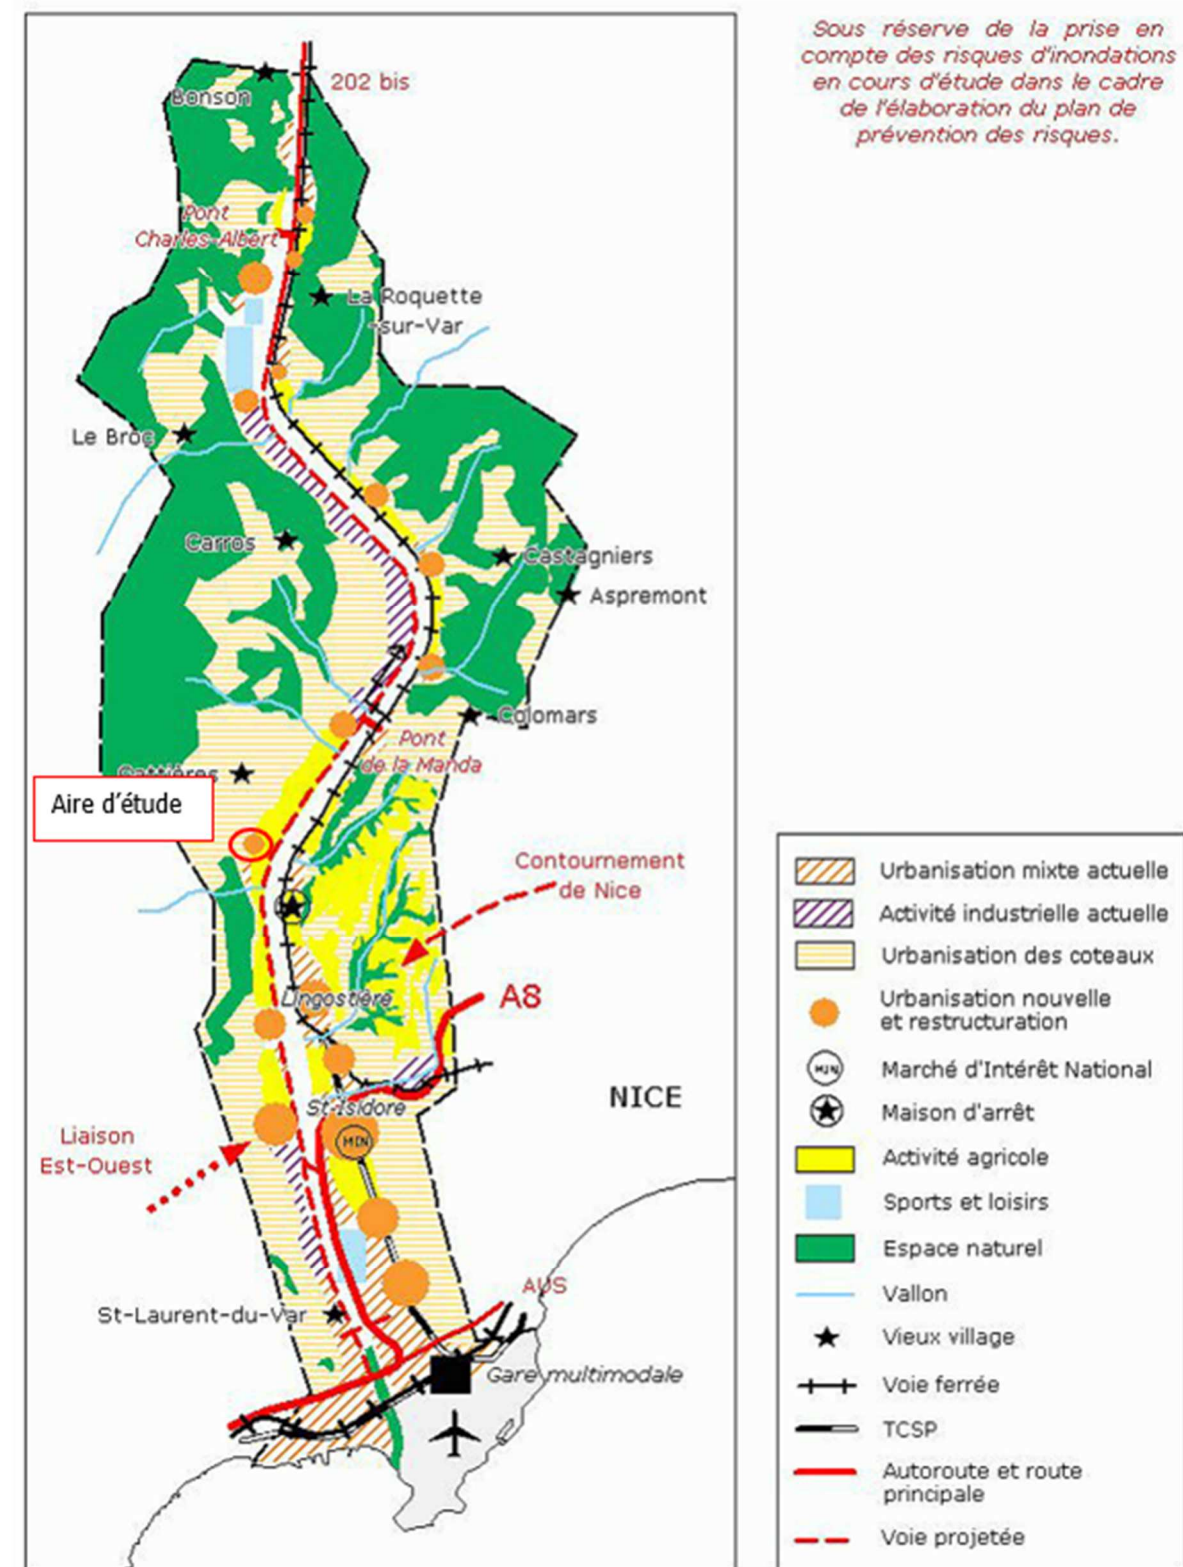 Sous réserve de la prise en
compte des risques d'inondations
en cours d'étude dans le cadre
de l'élaboration du plan de
prévention des risques.
202 bis
Bonson
Pont
Charles-Albert
La Roquette
-sur-Var
Le Broc
Carros
Castagniers
Aspremont
Colomars
Pont
de la Manda
Gattières
Aire d'étude
Contournement
de Nice
Lingostière
A8
NICE
St-Isidore
MIN
Liaison
Est-Ouest
AUS
St-Laurent-du-Var
Gare multimodale
Urbanisation mixte actuelle
Activité industrielle actuelle
Urbanisation des coteaux
Urbanisation nouvelle
et restructuration
MIN
Marché d'Intérêt National
Maison d'arrêt
Activité agricole
Sports et loisirs
Espace naturel
Vallon
Vieux village
Voie ferrée
TCSP
Autoroute et route
principale
Voie projetée